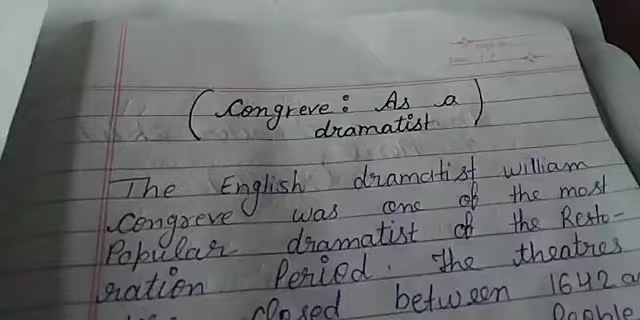 (Congreve: As a
dramatist)
The English dramatist william
Congreve was one of the most
Popular dramatist of the Resto-
ration Period. The theatres
closed between 1642 a
People